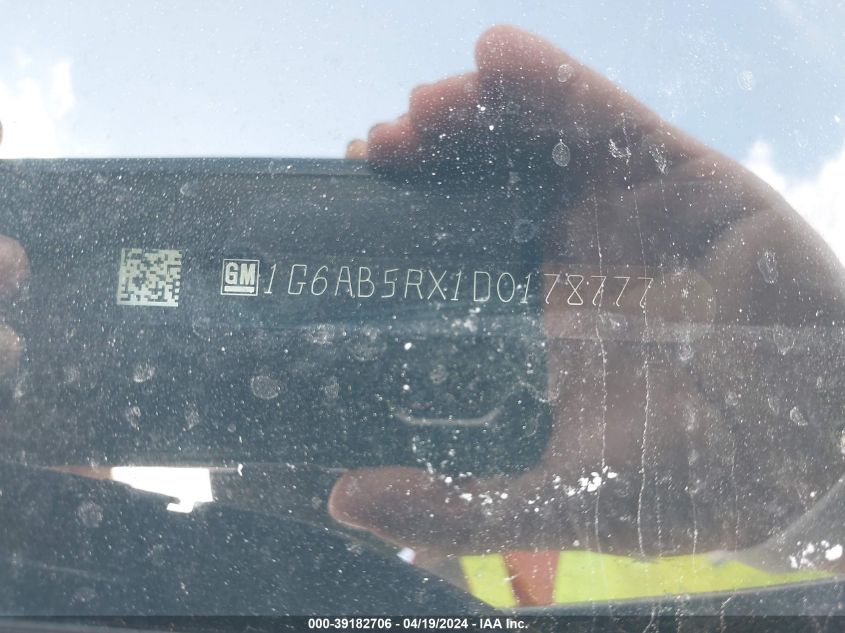 GM 1G6AB5RX1D0178777
000-39182706 - 04/19/2024 - IAA Inc.